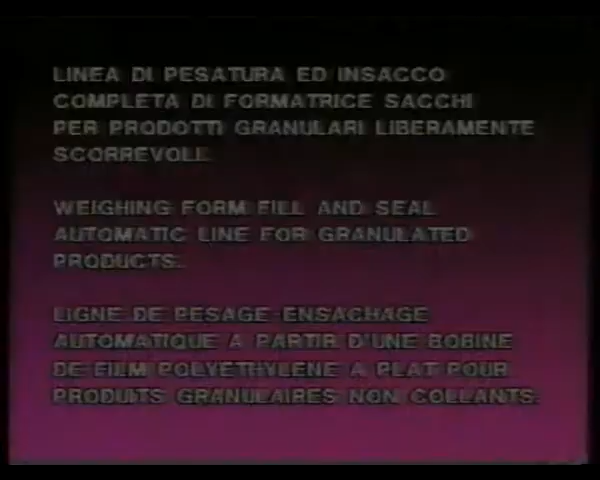 LINEA DI PESATURA ED INSACCO
COMPLETA DI FORMATRICE SACCHI
PER PRODOTTI GRANULARI LIBERAMENTE
SCORREVOLI.
WEIGHING FORM FILL AND SEAL
AUTOMATIC LINE FOR GRANULATED
PRODUCTS.
LIGNE DE PESAGE-ENSACHAGE
AUTOMATIQUE A PARTIR D'UNE BOBINE
DE FILM POLYETHYLENE A PLAT POUR
PRODUITS GRANULAIRES NON COLLANTS.